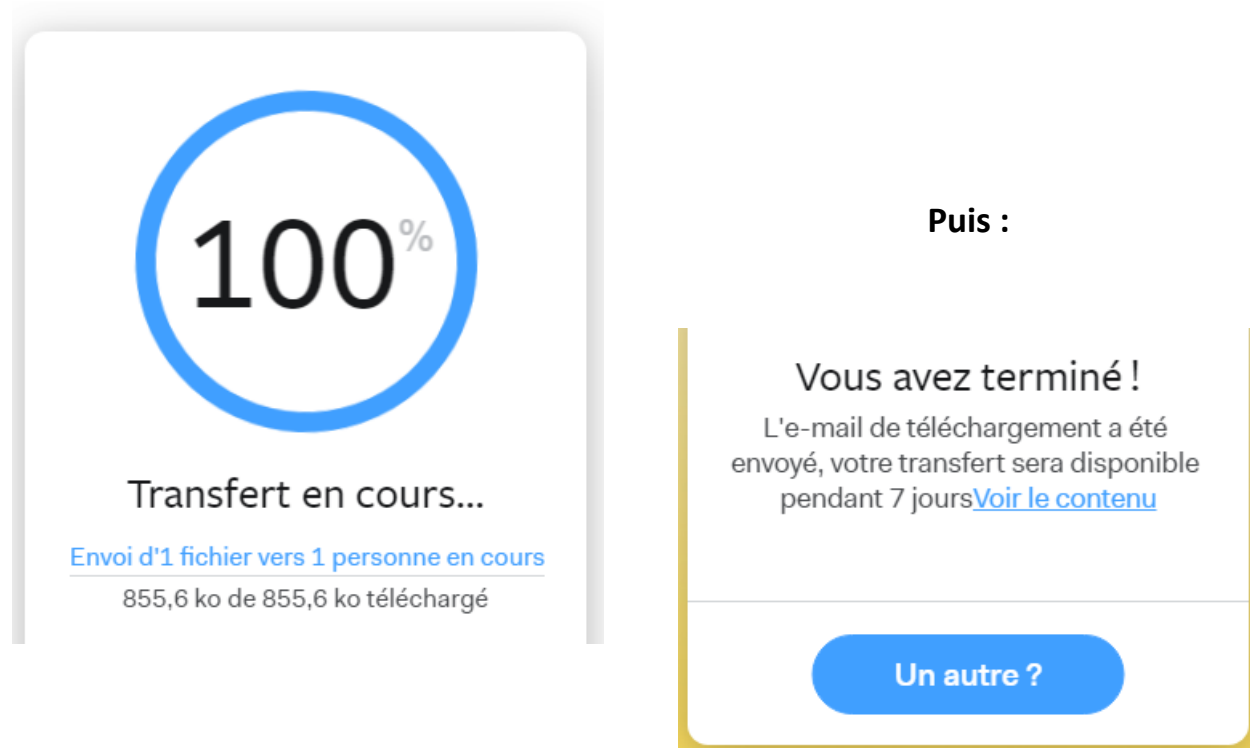 100%
Transfert en cours...
Envoi d'1 fichier vers 1 personne en cours
855,6 ko de 855,6 ko téléchargé
Puis :
Vous avez terminé !
L'e-mail de téléchargement a été
envoyé, votre transfert sera disponible
pendant 7 joursVoir le contenu
Un autre ?